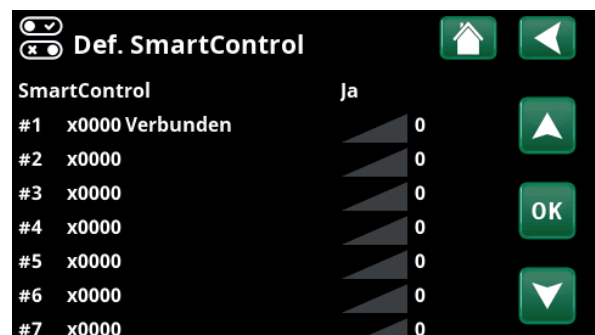 Def. SmartControl
SmartControl Ja
#1 x0000 Verbunden 0
#2 x0000 0
#3 x0000 0
#4 x0000 0
OK
#5 x0000 0
#6 x0000 0
#7 x0000 0